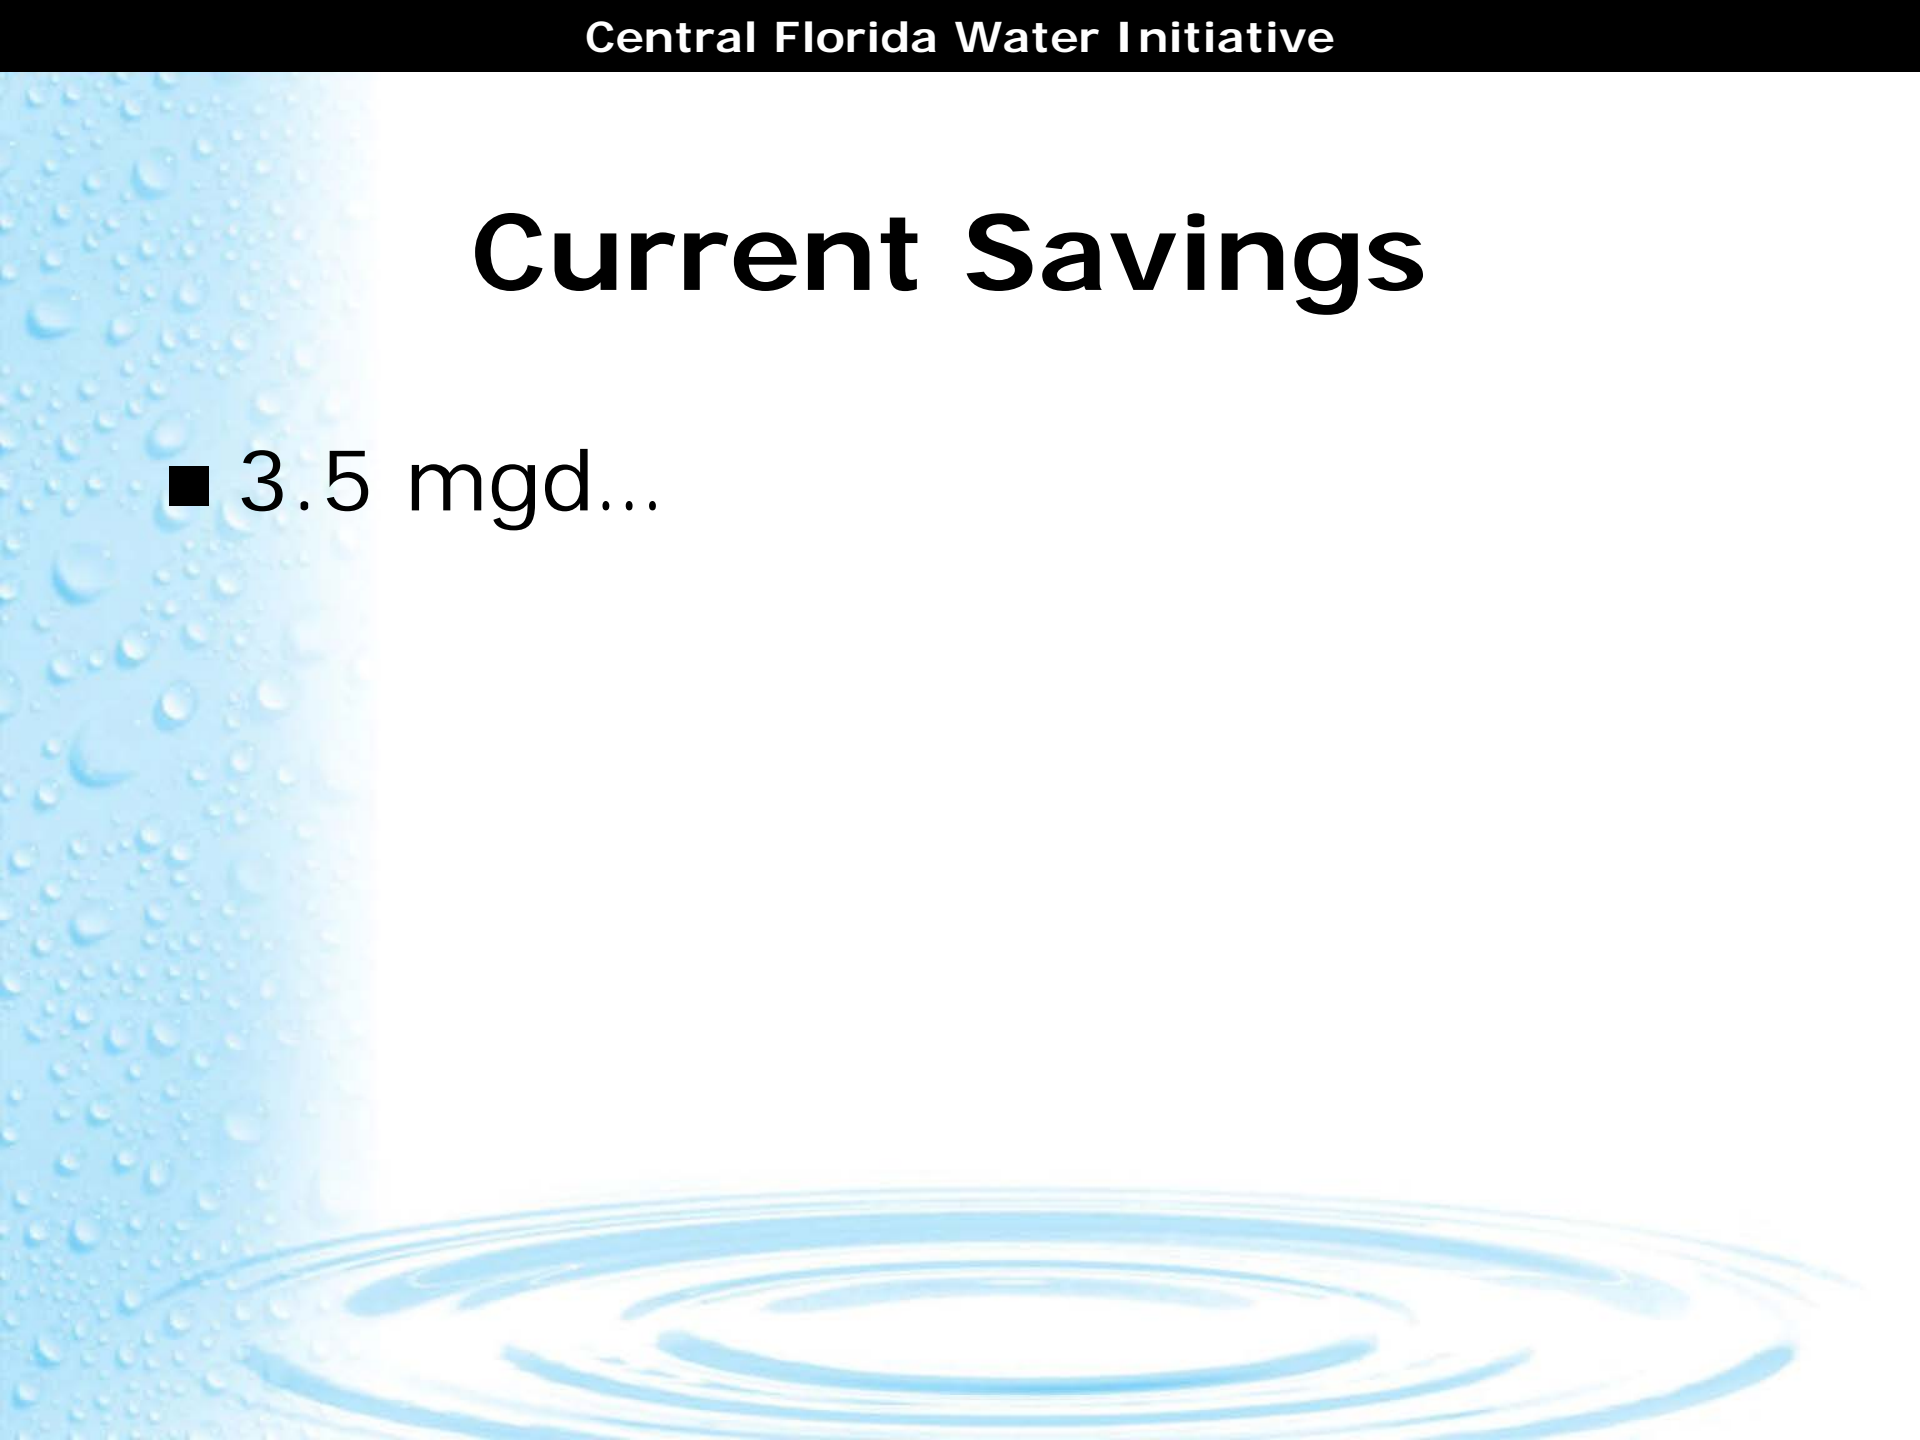 Central Florida Water Initiative
Current Savings
■ 3.5 mgd…